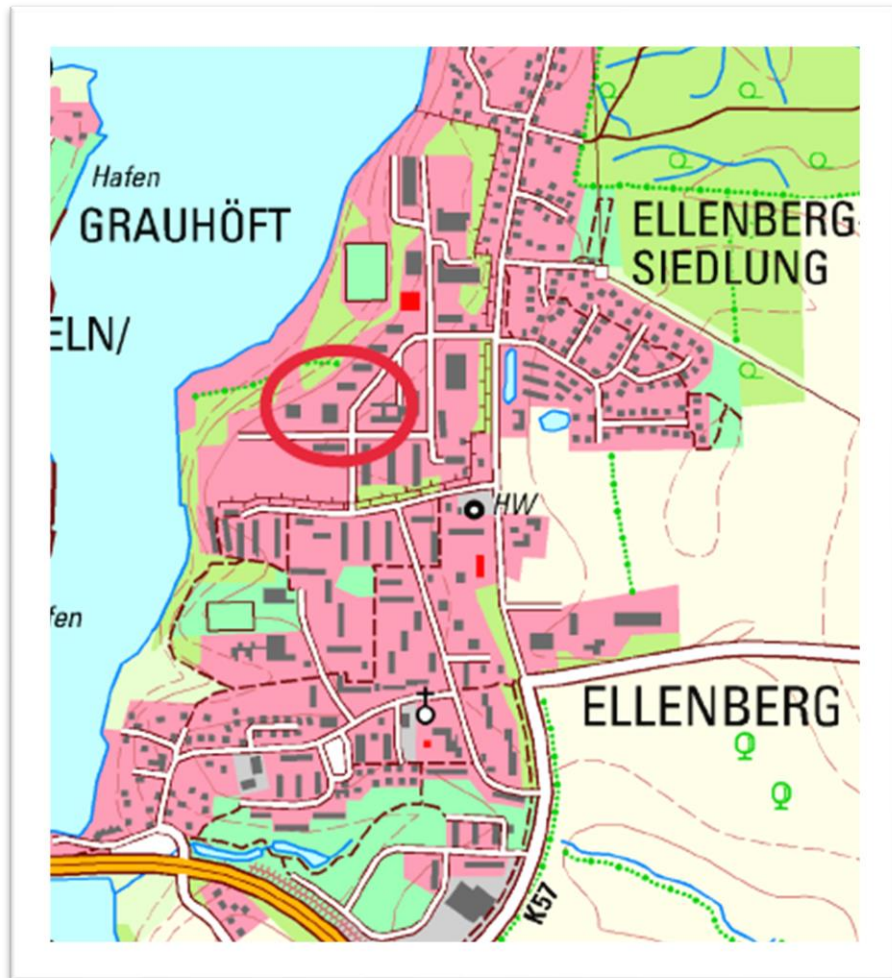 Hafen
GRAUHÖFT
ELLENBERG-
SIEDLUNG
ELN/
HW
fen
ELLENBERG
K57